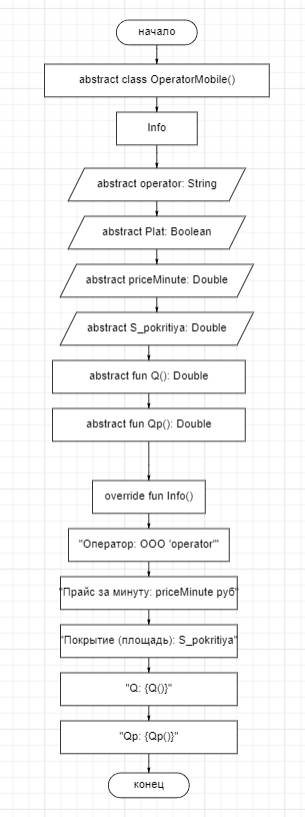 начало
abstract class OperatorMobile()
Info
abstract operator: String
abstract Plat: Boolean
abstract priceMinute: Double
abstract S_pokritiya: Double
abstract fun Q(): Double
abstract fun Qp(): Double
override fun Info()
"Оператор: ООО 'operator'"
"Прайс за минуту: priceMinute руб"
"Покрытие (площадь): S_pokritiya"
"Q: {Q()}"
"Qp: {Qp()}"
конец